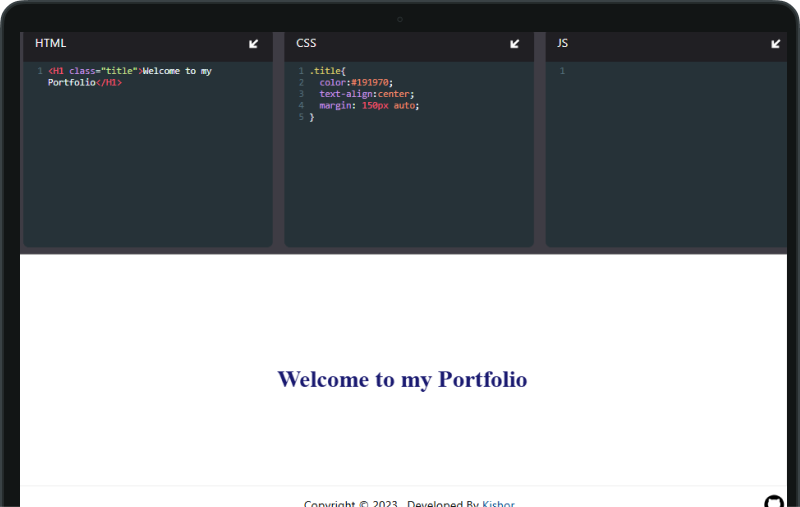 HTML
CSS
JS
1 <H1 class="title">Welcome to my
Portfolio</H1>
1 .title{
2 color:#191970;
3 text-align:center;
4 margin: 150px auto;
5 }
1
Welcome to my Portfolio
Copyright © 2023 . Developed By Kishor